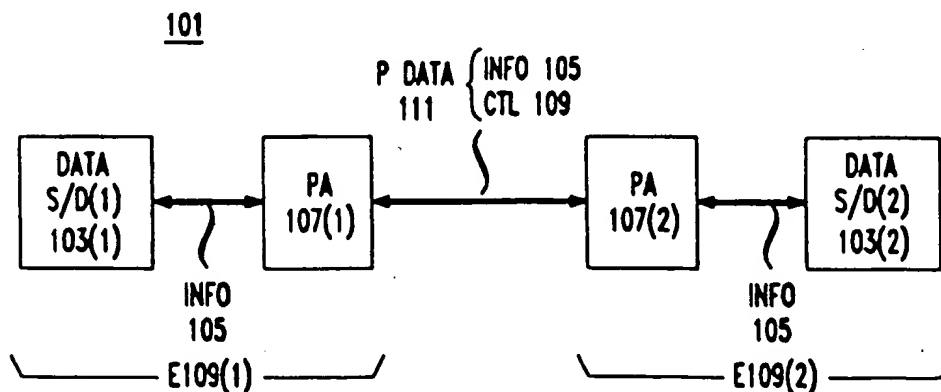 101
P DATA
111
INFO 105
CTL 109
DATA
S/D(1)
103(1)
PA
107(1)
PA
107(2)
DATA
S/D(2)
103(2)
INFO
105
INFO
105
E109(1)
E109(2)